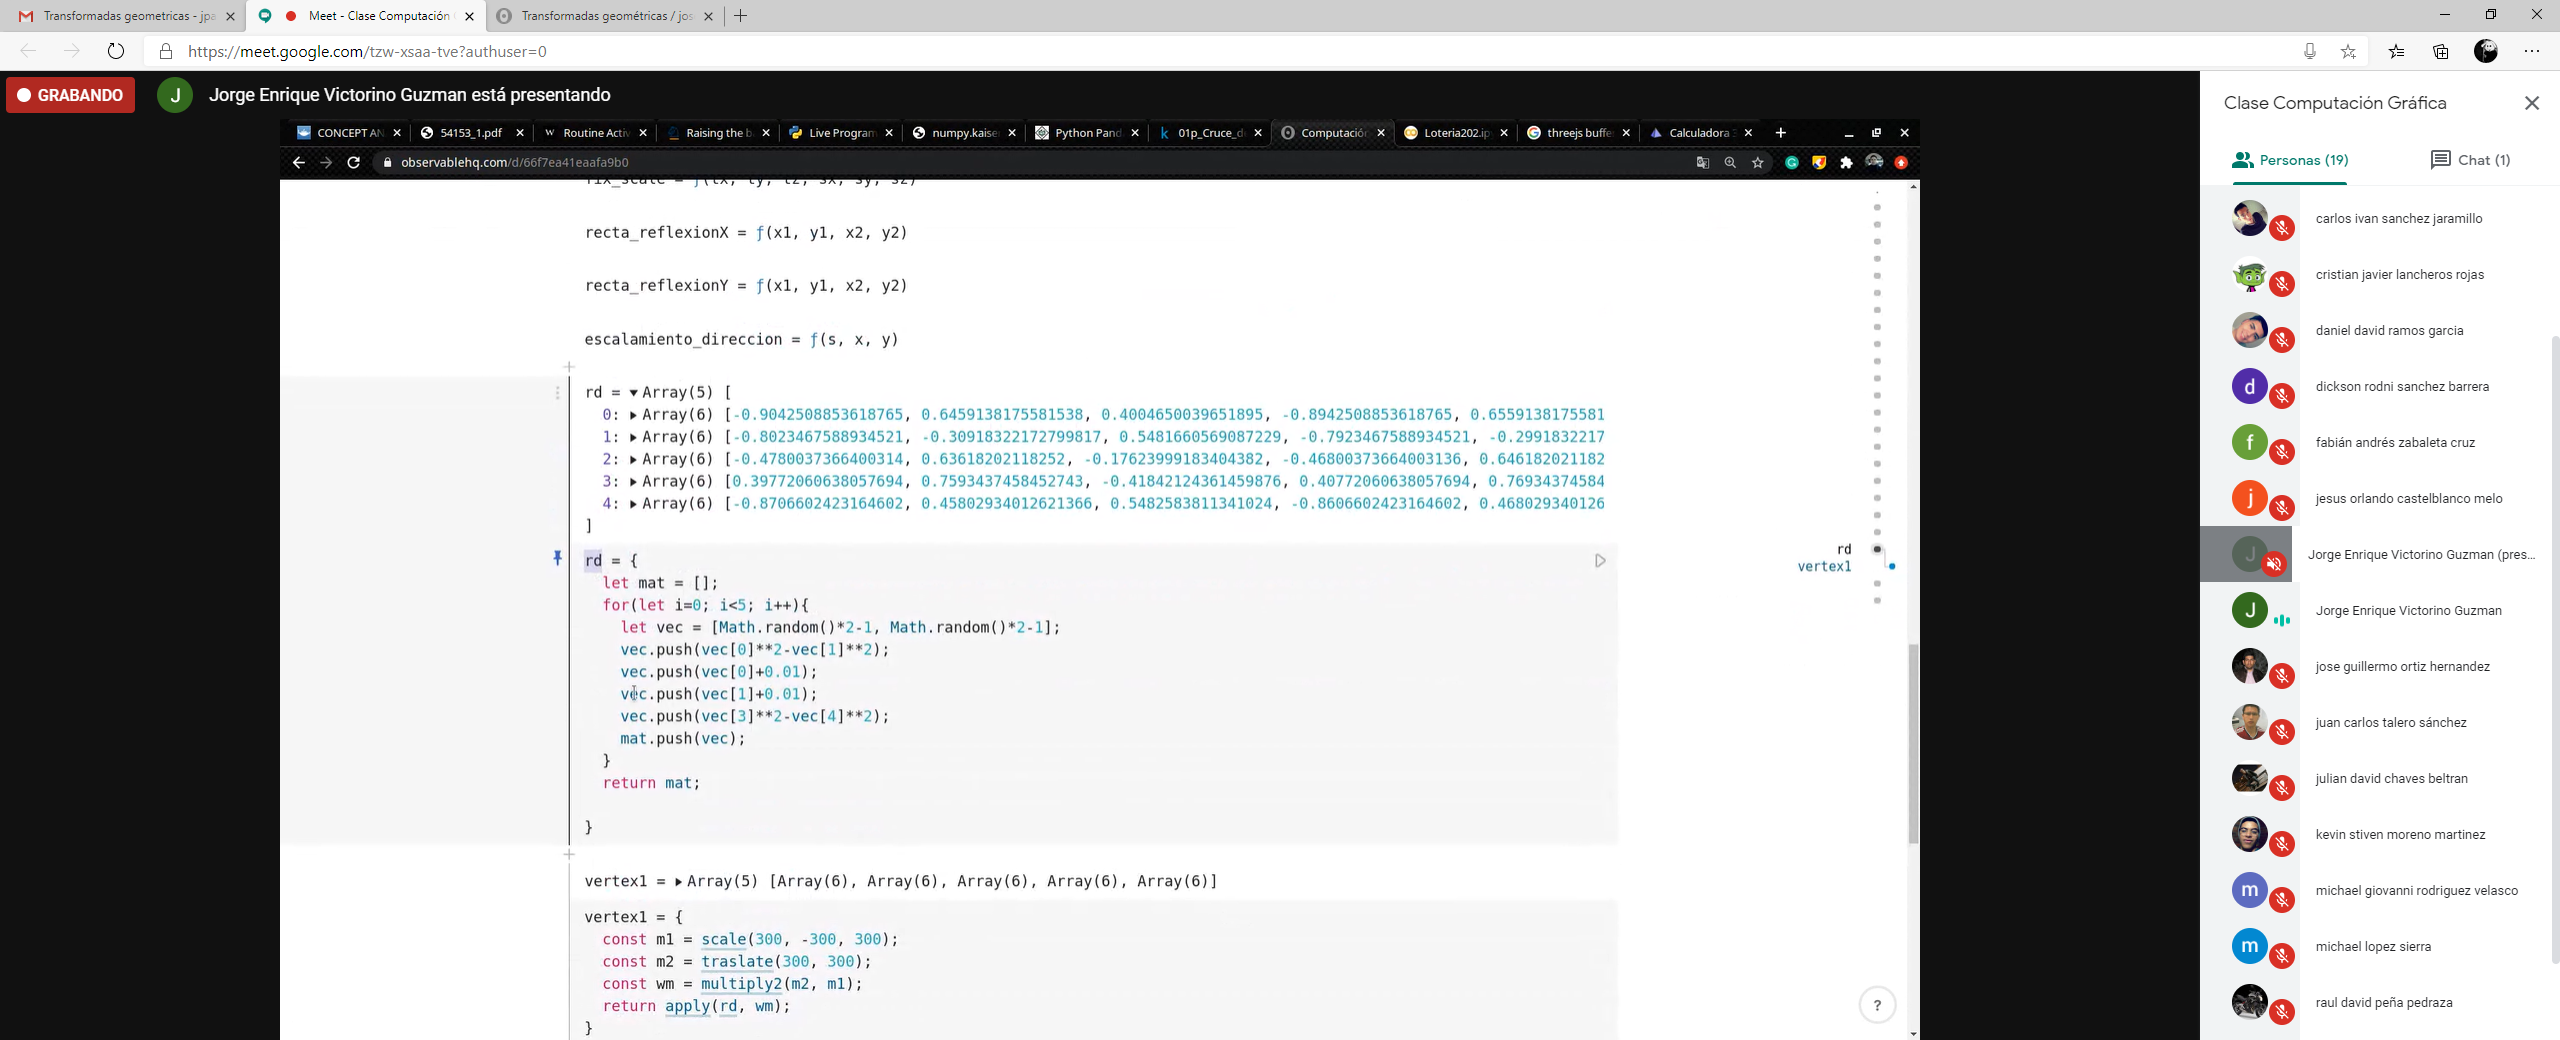 Transformadas geometricas - jpa
Meet - Clase Computación
Transformadas geométricas / jos
https://meet.google.com/tzw-xsaa-tve?authuser=0
GRABANDO
J
Jorge Enrique Victorino Guzman está presentando
CONCEPT AN
54153_1.pdf
Routine Activ
Raising the b
Live Program
numpy.kaise
Python Pand
01p_Cruce_de
Computación
Loteria202.ip
threejs buffe
Calculadora 3
observablehq.com/d/66f7ea41eaafa9b0
fix_scale = ƒ(tx, ty, tz, sx, sy, sz)
recta_reflexionX = ƒ(x1, y1, x2, y2)
recta_reflexionY = ƒ(x1, y1, x2, y2)
escalamiento_direccion = ƒ(s, x, y)
rd = ▼Array(5) [
0: ▶Array(6) [-0.9042508853618765, 0.6459138175581538, 0.4004650039651895, -0.8942508853618765, 0.6559138175581
1: ▶Array(6) [-0.8023467588934521, -0.30918322172799817, 0.5481660569087229, -0.7923467588934521, -0.2991832217
2: ▶Array(6) [-0.4780037366400314, 0.63618202118252, -0.17623999183404382, -0.46800373664003136, 0.646182021182
3: ▶Array(6) [0.39772060638057694, 0.7593437458452743, -0.41842124361459876, 0.40772060638057694, 0.76934374584
4: ▶Array(6) [-0.8706602423164602, 0.45802934012621366, 0.5482583811341024, -0.8606602423164602, 0.468029340126
]
rd = {
let mat = [];
for(let i=0; i<5; i++){
let vec = [Math.random()*2-1, Math.random()*2-1];
vec.push(vec[0]**2-vec[1]**2);
vec.push(vec[0]+0.01);
vec.push(vec[1]+0.01);
vec.push(vec[3]**2-vec[4]**2);
mat.push(vec);
}
return mat;
}
rd
vertex1
vertex1 = ▶Array(5) [Array(6), Array(6), Array(6), Array(6), Array(6)]
vertex1 = {
const m1 = scale(300, -300, 300);
const m2 = traslate(300, 300);
const wm = multiply2(m2, m1);
return apply(rd, wm);
}
?
Clase Computación Gráfica
Personas (19)
Chat (1)
carlos ivan sanchez jaramillo
cristian javier lancheros rojas
daniel david ramos garcia
d
dickson rodni sanchez barrera
f
fabián andrés zabaleta cruz
j
jesus orlando castelblanco melo
J
Jorge Enrique Victorino Guzman (pres...
J
Jorge Enrique Victorino Guzman
jose guillermo ortiz hernandez
juan carlos talero sánchez
julian david chaves beltran
kevin stiven moreno martinez
m
michael giovanni rodriguez velasco
m
michael lopez sierra
raul david peña pedraza